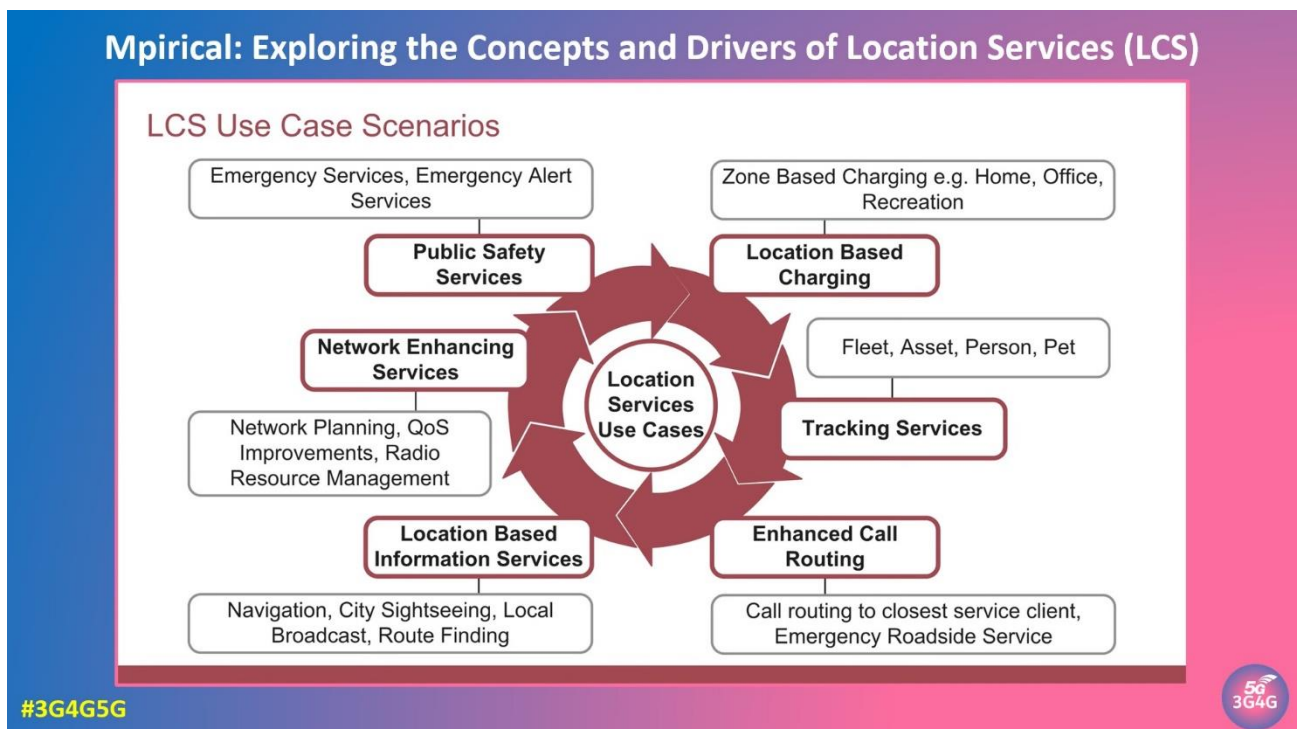 Mpirical: Exploring the Concepts and Drivers of Location Services (LCS)
LCS Use Case Scenarios
Emergency Services, Emergency Alert
Services
Public Safety
Services
Zone Based Charging e.g. Home, Office,
Recreation
Location Based
Charging
Network Enhancing
Services
Network Planning, QoS
Improvements, Radio
Resource Management
Location
Services
Use Cases
Fleet, Asset, Person, Pet
Tracking Services
Location Based
Information Services
Navigation, City Sightseeing, Local
Broadcast, Route Finding
Enhanced Call
Routing
Call routing to closest service client,
Emergency Roadside Service
#3G4G5G
5G
3G4G